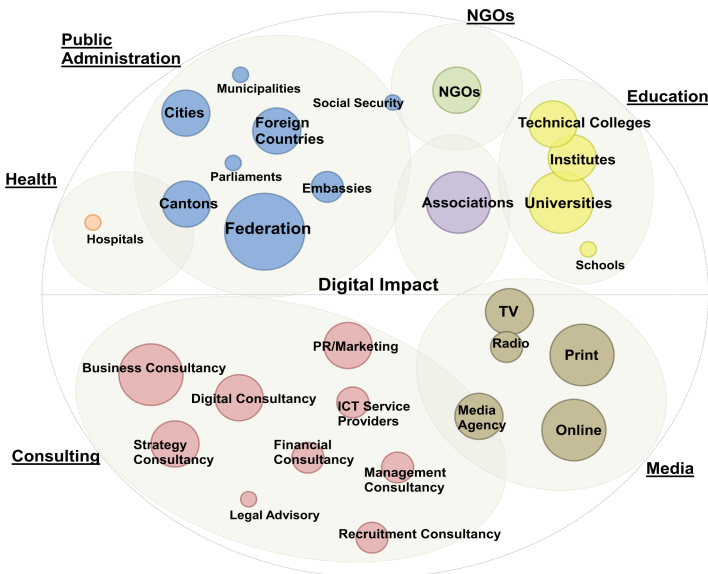 NGOs
Public
Administration
Municipalities
Social Security
NGOs
Education
Cities
Foreign
Countries
Technical Colleges
Institutes
Health
Parliaments
Embassies
Cantons
Associations
Universities
Federation
Hospitals
Schools
Digital Impact
TV
PR/Marketing
Radio
Print
Business Consultancy
Digital Consultancy
ICT Service
Providers
Media
Agency
Online
Consulting
Strategy
Consultancy
Financial
Consultancy
Management
Consultancy
Media
Legal Advisory
Recruitment Consultancy